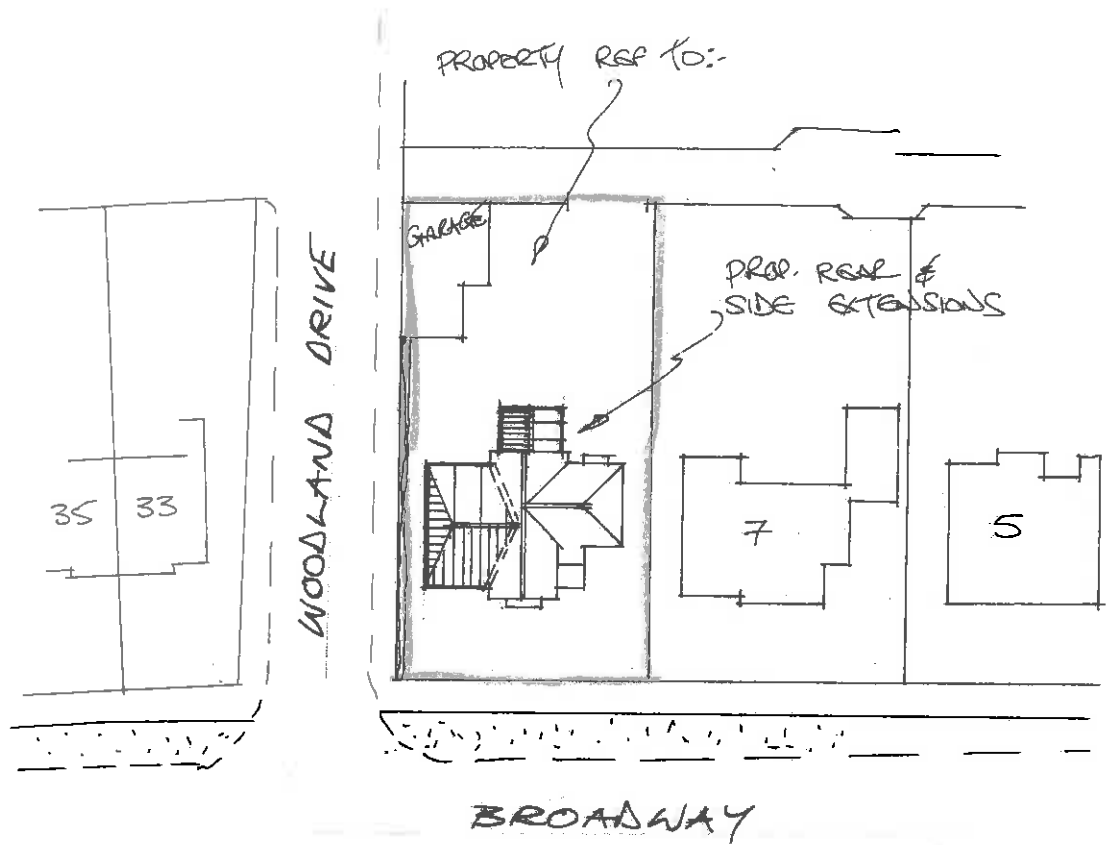 PROPERTY REF TO:-
GARAGE
PROP. REAR &
SIDE EXTENSIONS
WOODLAND DRIVE
35
33
7
5
BROADWAY